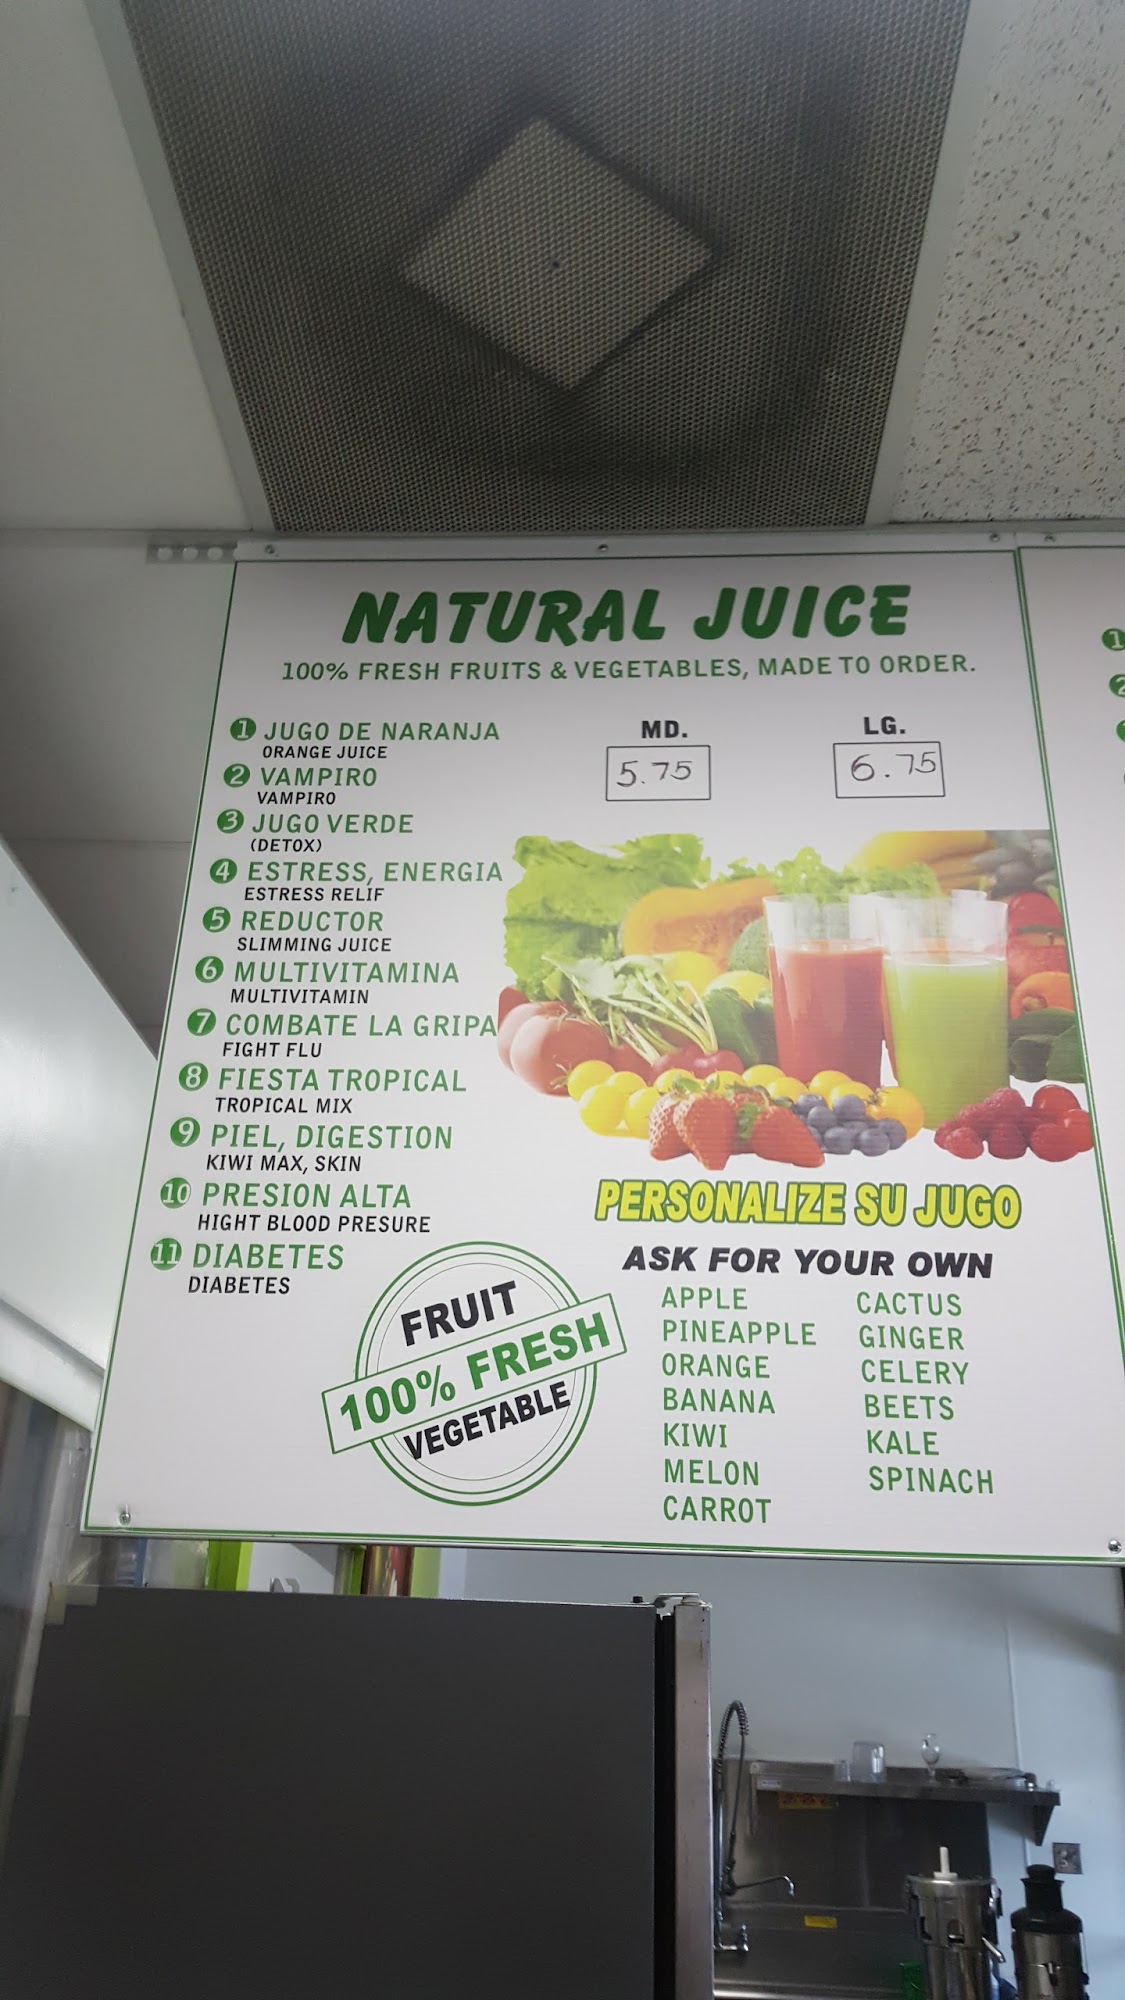 NATURAL JUICE
100% FRESH FRUITS & VEGETABLES, MADE TO ORDER.
1 JUGO DE NARANJA
ORANGE JUICE
2 VAMPIRO
VAMPIRO
3 JUGO VERDE
(DETOX)
4 ESTRESS, ENERGIA
ESTRESS RELIF
5 REDUCTOR
SLIMMING JUICE
6 MULTIVITAMINA
MULTIVITAMIN
7 COMBATE LA GRIPA
FIGHT FLU
8 FIESTA TROPICAL
TROPICAL MIX
9 PIEL, DIGESTION
KIWI MAX, SKIN
10 PRESION ALTA
HIGHT BLOOD PRESURE
11 DIABETES
DIABETES
MD. LG.
5.75 6.75
PERSONALIZE SU JUGO
ASK FOR YOUR OWN
APPLE
PINEAPPLE
ORANGE
BANANA
KIWI
MELON
CARROT
CACTUS
GINGER
CELERY
BEETS
KALE
SPINACH
FRUIT
100% FRESH
VEGETABLE
1
2